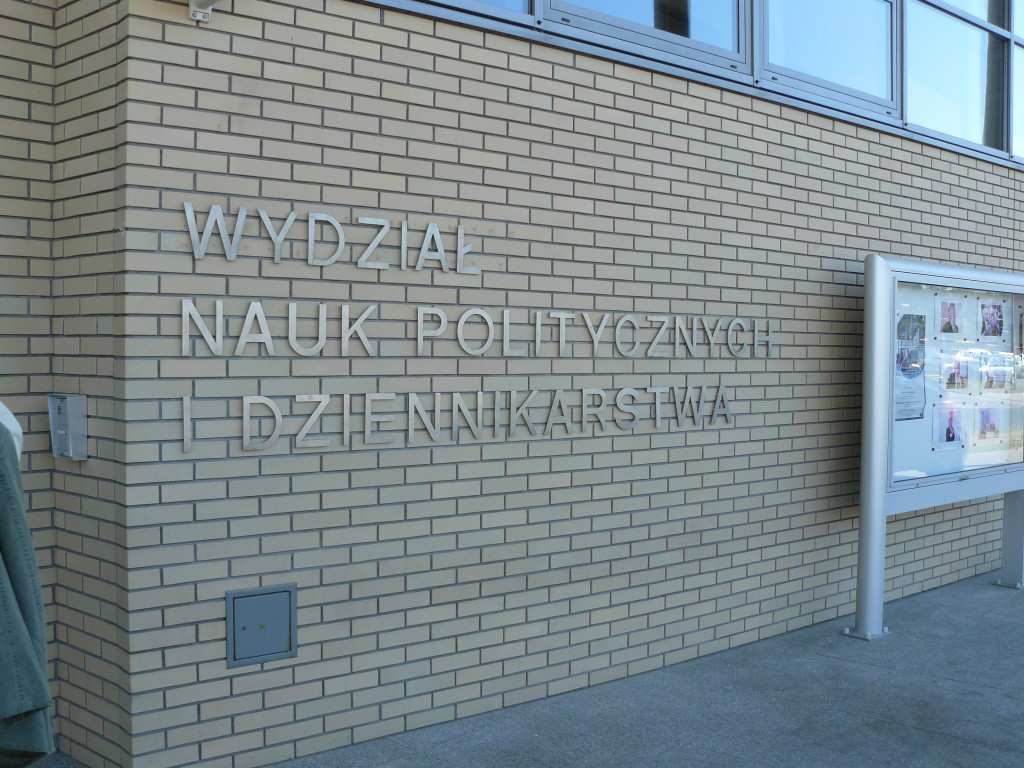 WYDZIAŁ
NAUK POLITYCZNYCH
I DZIENNIKARSTWA